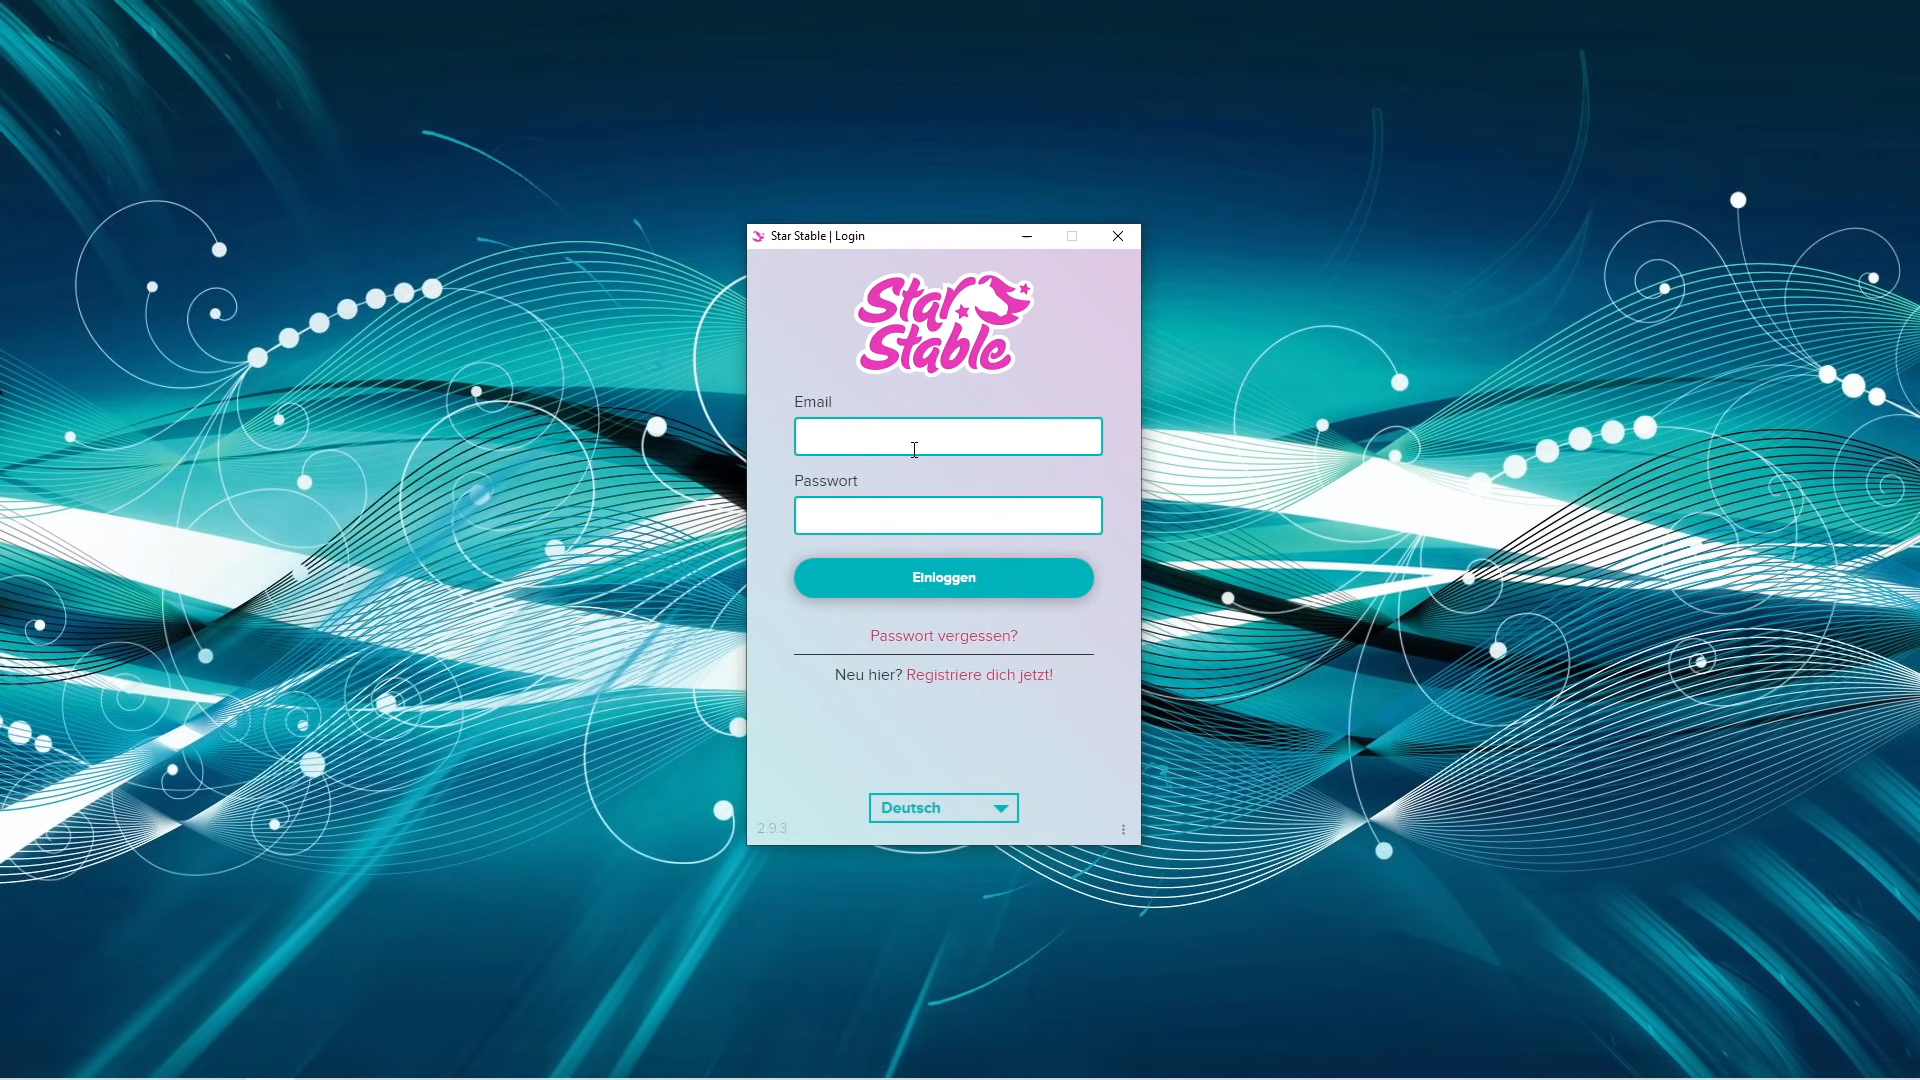 Star Stable | Login
Star
Stable
Email
Passwort
Einloggen
Passwort vergessen?
Neu hier? Registriere dich jetzt!
Deutsch
2.9.3